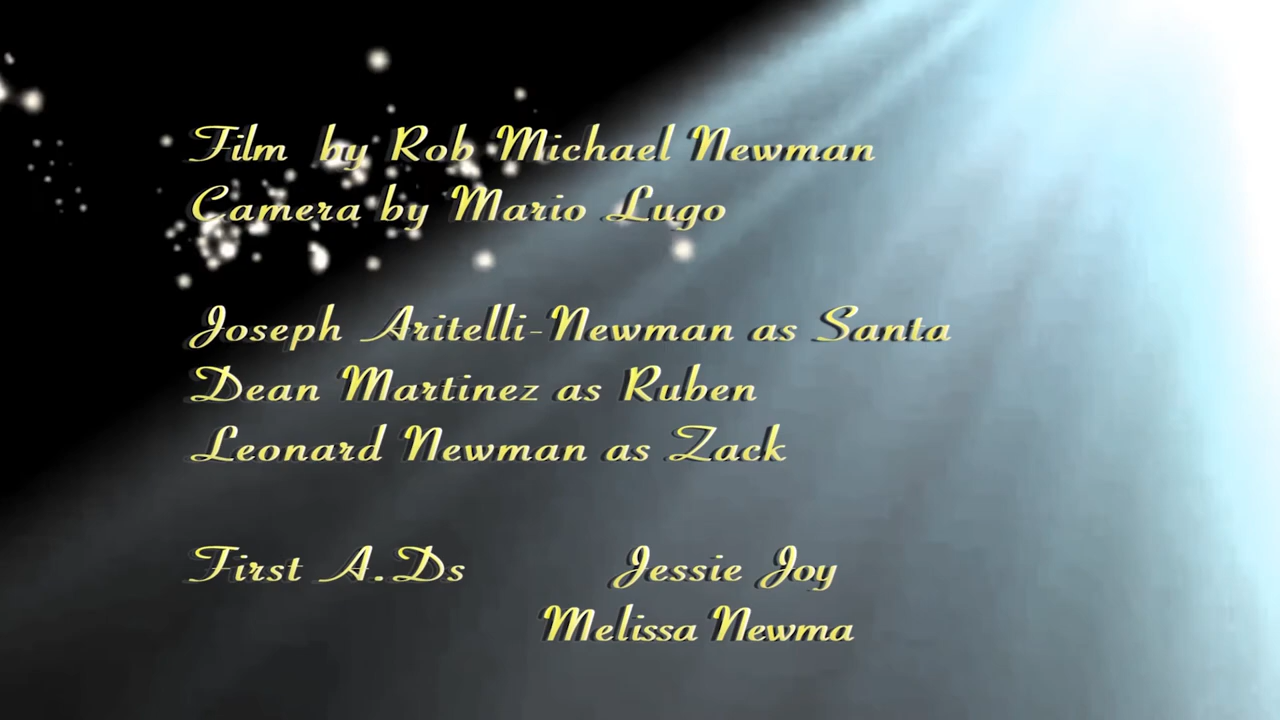 Film by Rob Michael Newman
Camera by Mario Lugo
Joseph Aritelli-Newman as Santa
Dean Martinez as Ruben
Leonard Newman as Zack
First A.Ds Jessie Joy
Melissa Newma